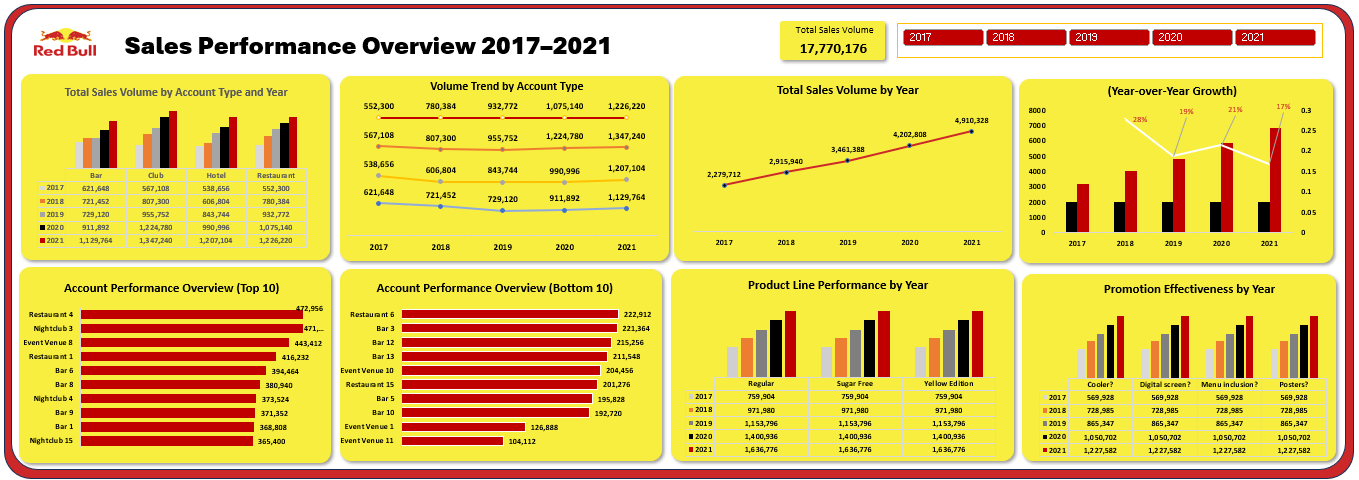 Red Bull
Sales Performance Overview 2017–2021
Total Sales Volume
17,770,176
2017 2018 2019 2020 2021
Total Sales Volume by Account Type and Year
Bar Club Hotel Restaurant
2017 621,648 567,108 538,656 552,300
2018 721,452 807,300 606,804 780,384
2019 729,120 955,752 843,744 932,772
2020 911,892 1,224,780 990,996 1,075,140
2021 1,129,764 1,347,240 1,207,104 1,226,220
Volume Trend by Account Type
552,300 780,384 932,772 1,075,140 1,226,220
567,108 807,300 955,752 1,224,780 1,347,240
538,656 606,804 843,744 990,996 1,207,104
621,648 721,452 729,120 911,892 1,129,764
2017 2018 2019 2020 2021
Total Sales Volume by Year
2,279,712 2,915,940 3,461,388 4,202,808 4,910,328
2017 2018 2019 2020 2021
(Year-over-Year Growth)
8000 0.3
7000 0.25
6000
5000 0.2
4000 0.15
3000 0.1
2000
1000 0.05
0 0
28% 19% 21% 17%
2017 2018 2019 2020 2021
Account Performance Overview (Top 10)
Restaurant 4 472,956
Nightclub 3 471,...
Event Venue 8 443,412
Restaurant 1 416,232
Bar 6 394,464
Bar 8 380,940
Nightclub 4 373,524
Bar 9 371,352
Bar 1 368,808
Nightclub 15 365,400
Account Performance Overview (Bottom 10)
Restaurant 6 222,912
Bar 3 221,364
Bar 12 215,256
Bar 13 211,548
Event Venue 10 204,456
Restaurant 15 201,276
Bar 5 195,828
Bar 10 192,720
Event Venue 1 126,888
Event Venue 11 104,112
Product Line Performance by Year
Regular Sugar Free Yellow Edition
2017 759,904 759,904 759,904
2018 971,980 971,980 971,980
2019 1,153,796 1,153,796 1,153,796
2020 1,400,936 1,400,936 1,400,936
2021 1,636,776 1,636,776 1,636,776
Promotion Effectiveness by Year
Cooler? Digital screen? Menu inclusion? Posters?
2017 569,928 569,928 569,928 569,928
2018 728,985 728,985 728,985 728,985
2019 865,347 865,347 865,347 865,347
2020 1,050,702 1,050,702 1,050,702 1,050,702
2021 1,227,582 1,227,582 1,227,582 1,227,582